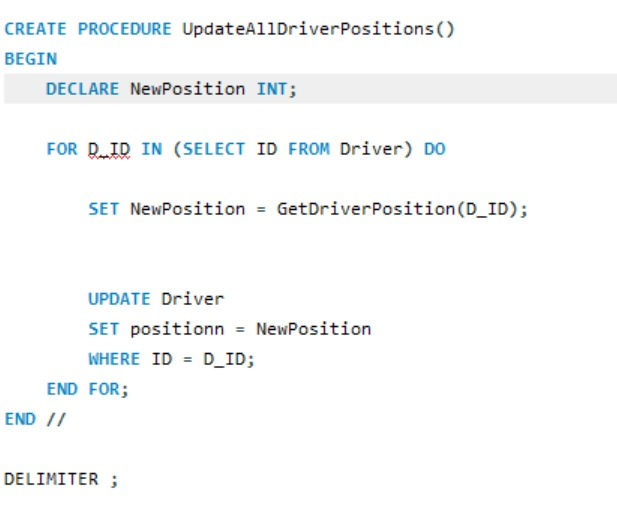 CREATE PROCEDURE UpdateAllDriverPositions()
BEGIN
    DECLARE NewPosition INT;
    FOR D_ID IN (SELECT ID FROM Driver) DO
        SET NewPosition = GetDriverPosition(D_ID);
        UPDATE Driver
        SET positionn = NewPosition
        WHERE ID = D_ID;
    END FOR;
END //
DELIMITER ;